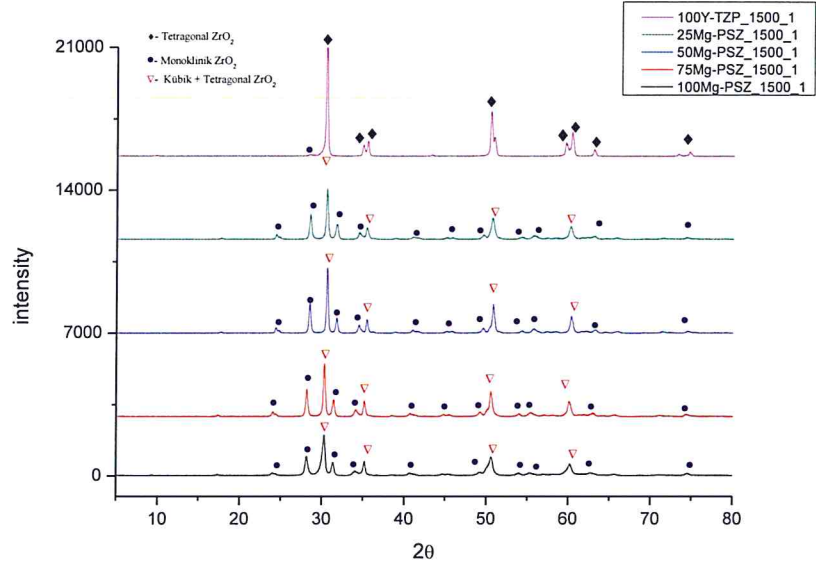 100Y-TZP_1500_1
25Mg-PSZ_1500_1
50Mg-PSZ_1500_1
75Mg-PSZ_1500_1
100Mg-PSZ_1500_1
- Tetragonal ZrO2
- Monoklinik ZrO2
- Kübik + Tetragonal ZrO2
21000
14000
7000
0
intensity
10 20 30 40 50 60 70 80
2θ